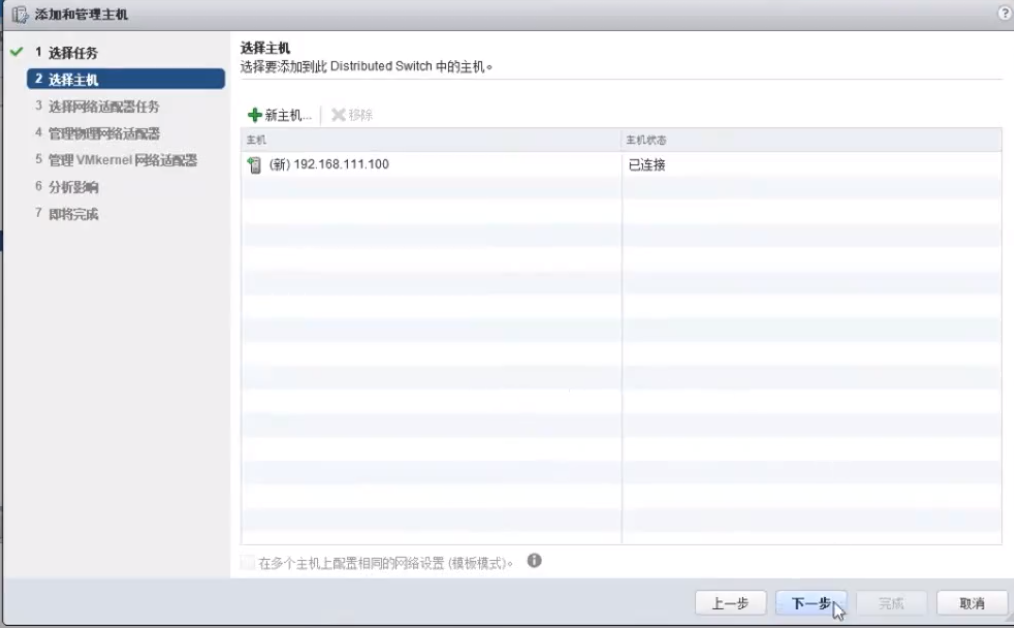 添加和管理主机
?
1 选择任务
2 选择主机
3 选择网络适配器任务
4 管理物理网络适配器
5 管理 VMkernel 网络适配器
6 分析影响
7 即将完成
选择主机
选择要添加到此 Distributed Switch 中的主机。
新主机... 移除
主机 主机状态
(新) 192.168.111.100 已连接
在多个主机上配置相同的网络设置 (模板模式)。
上一步 下一步 完成 取消